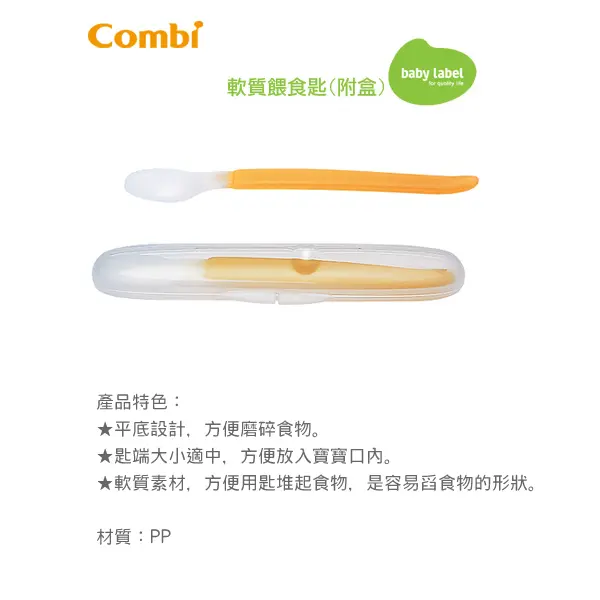 Combi
軟質餵食匙(附盒)
baby label
for quality life
產品特色：
★平底設計，方便磨碎食物。
★匙端大小適中，方便放入寶寶口內。
★軟質素材，方便用匙堆起食物，是容易舀食物的形狀。
材質：PP